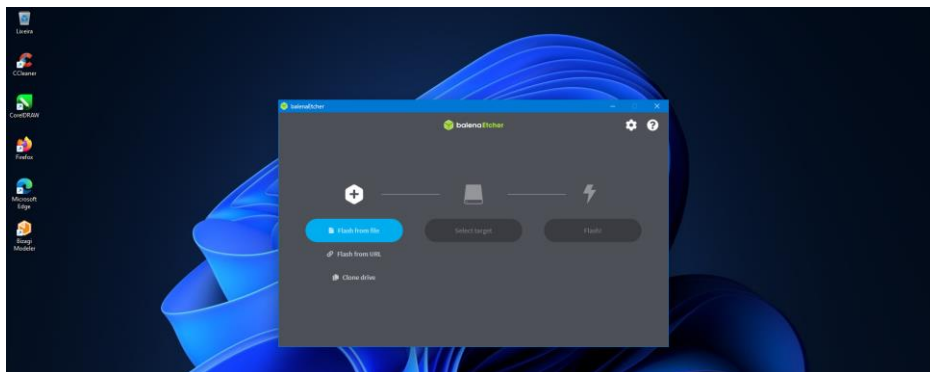 Liveira
CCleaner
CorelDRAW
Firefox
Microsoft
Edge
Bizagi
Modeler
balenaEtcher
balenaEtcher
Flash from file
Select target
Flash!
Flash from URL
Clone drive